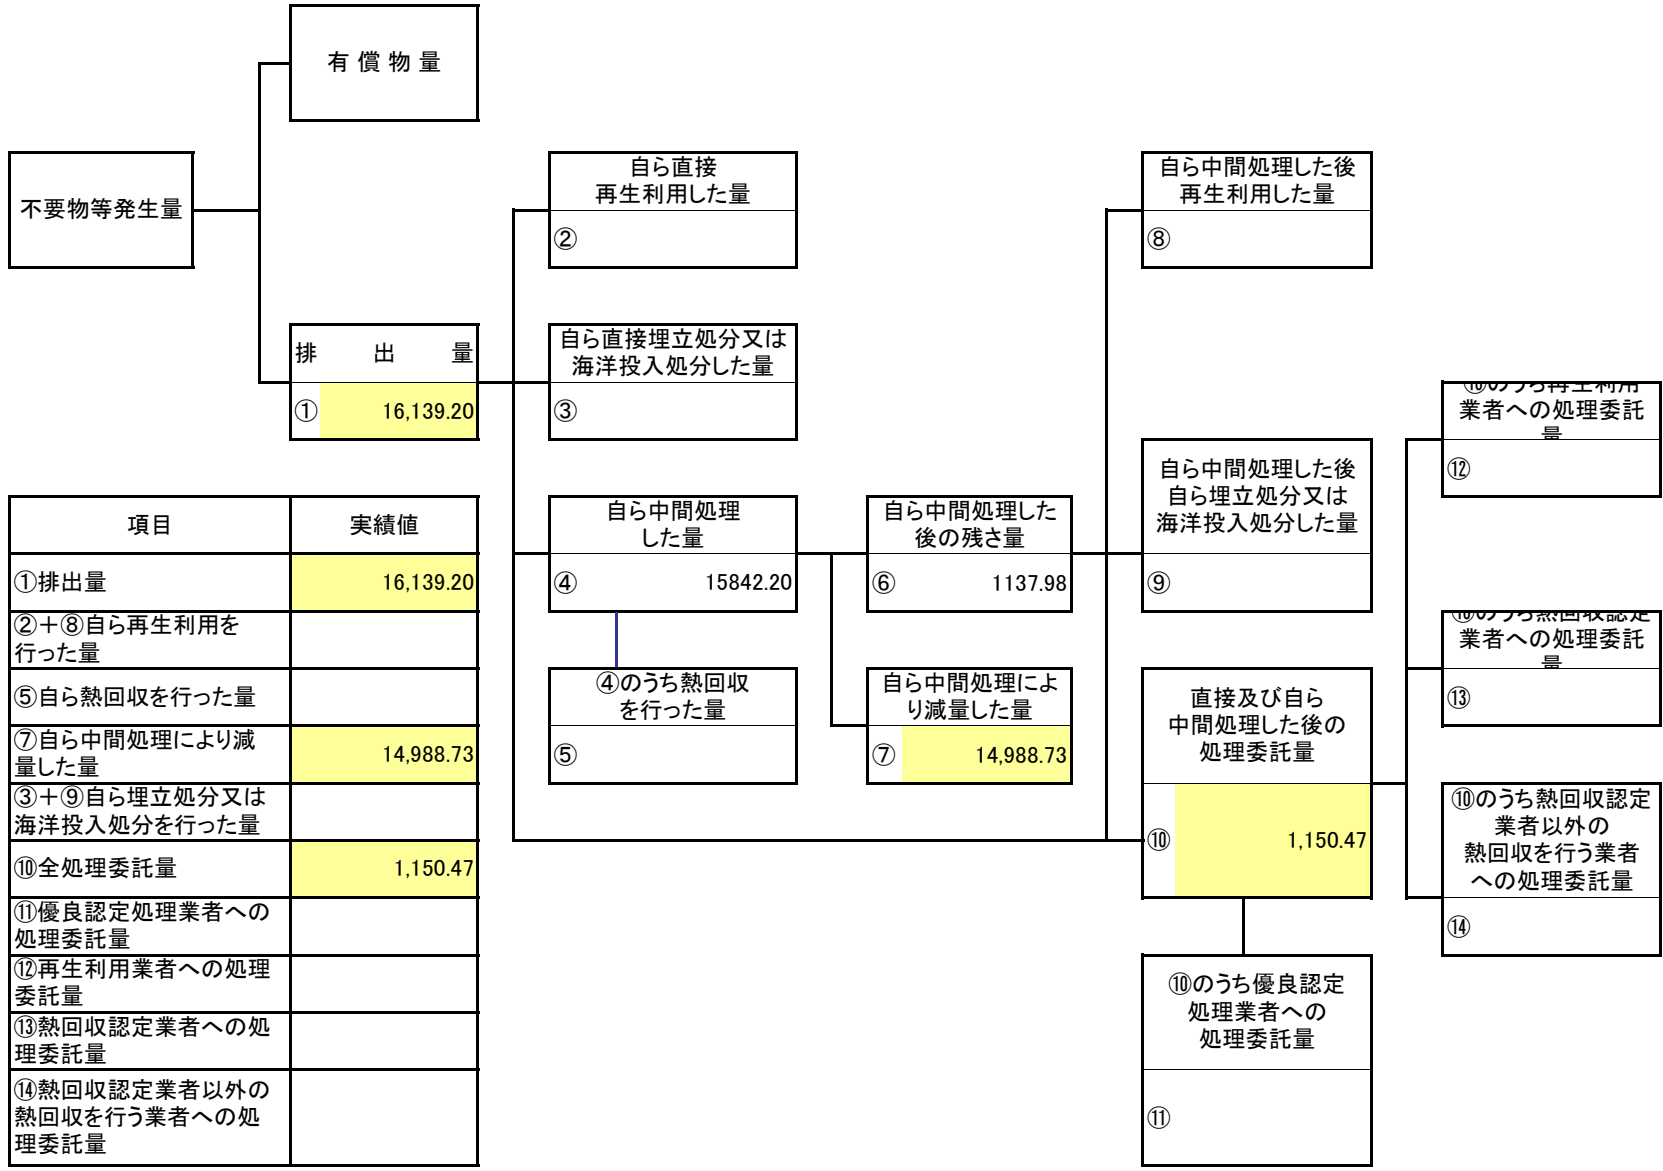 有 償 物 量
不要物等発生量
自ら直接
再生利用した量
②
自ら中間処理した後
再生利用した量
⑧
排 出 量
① 16,139.20
自ら直接埋立処分又は
海洋投入処分した量
③
⑩のうち再生利用
業者への処理委託
量
⑫
自ら中間処理した後
自ら埋立処分又は
海洋投入処分した量
⑨
自ら中間処理
した量
④ 15842.20
自ら中間処理した
後の残さ量
⑥ 1137.98
⑩のうち熱回収認定
業者への処理委託
量
⑬
④のうち熱回収
を行った量
⑤
自ら中間処理によ
り減量した量
⑦ 14,988.73
直接及び自ら
中間処理した後の
処理委託量
⑩ 1,150.47
⑩のうち熱回収認定
業者以外の
熱回収を行う業者
への処理委託量
⑭
⑩のうち優良認定
処理業者への
処理委託量
⑪
項目 実績値
①排出量 16,139.20
②＋⑧自ら再生利用を
行った量
⑤自ら熱回収を行った量
⑦自ら中間処理により減
量した量 14,988.73
③＋⑨自ら埋立処分又は
海洋投入処分を行った量
⑩全処理委託量 1,150.47
⑪優良認定処理業者への
処理委託量
⑫再生利用業者への処理
委託量
⑬熱回収認定業者への処
理委託量
⑭熱回収認定業者以外の
熱回収を行う業者への処
理委託量